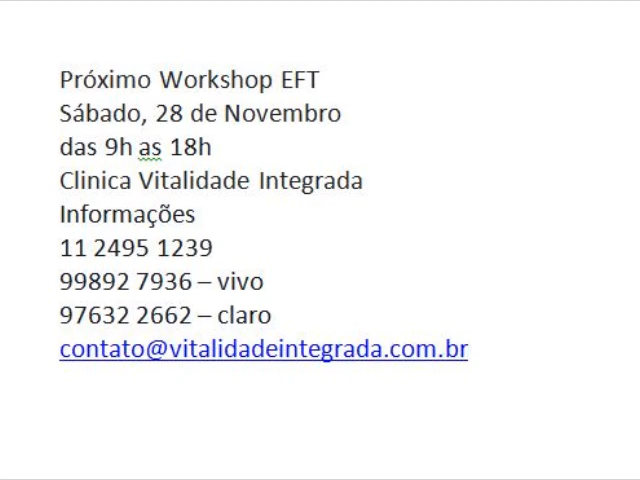 Próximo Workshop EFT
Sábado, 28 de Novembro
das 9h as 18h
Clinica Vitalidade Integrada
Informações
11 2495 1239
99892 7936 – vivo
97632 2662 – claro
contato@vitalidadeintegrada.com.br